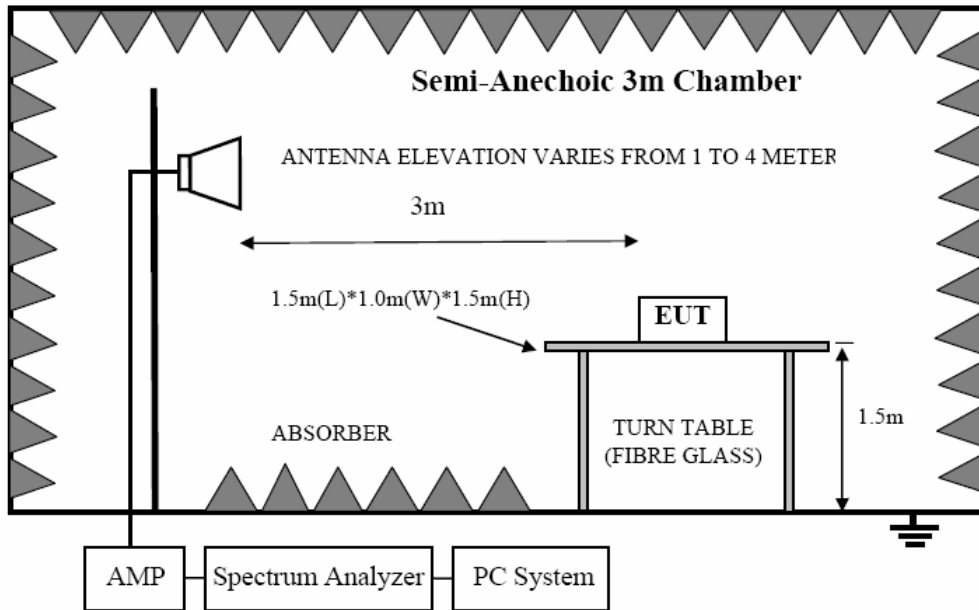 Semi-Anechoic 3m Chamber
ANTENNA ELEVATION VARIES FROM 1 TO 4 METER
3m
1.5m(L)*1.0m(W)*1.5m(H)
EUT
1.5m
ABSORBER
TURN TABLE
(FIBRE GLASS)
AMP
Spectrum Analyzer
PC System